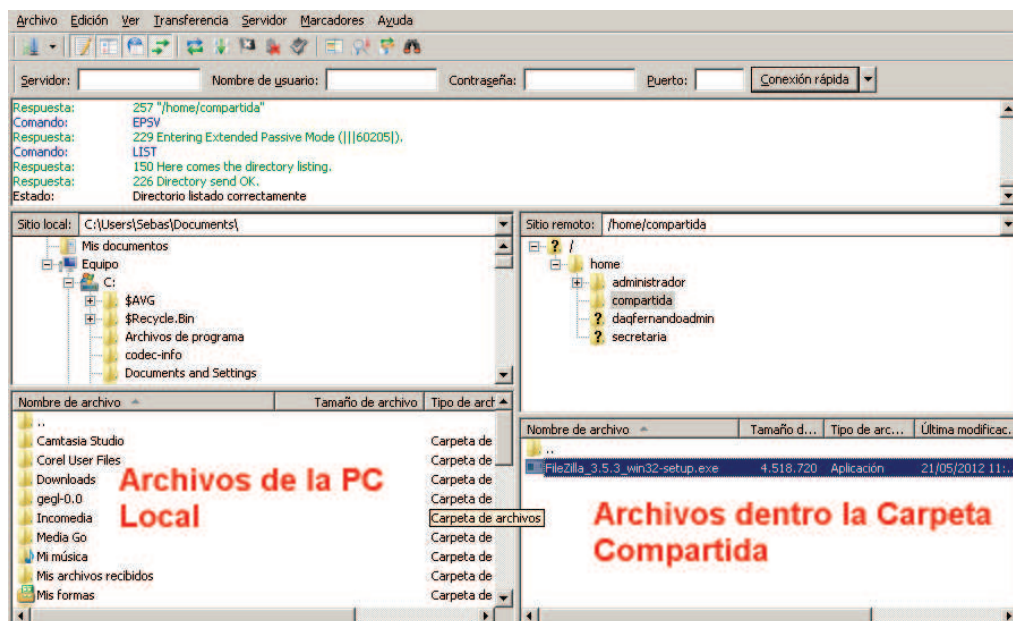 Archivo Edición Ver Transferencia Servidor Marcadores Ayuda
Servidor: Nombre de usuario: Contraseña: Puerto: Conexión rápida
Respuesta: 257 "/home/compartida"
Comando: EPSV
Respuesta: 229 Entering Extended Passive Mode (|||60205|).
Comando: LIST
Respuesta: 150 Here comes the directory listing.
Respuesta: 226 Directory send OK.
Estado: Directorio listado correctamente
Sitio local: C:\Users\Sebas\Documents\
Mis documentos
Equipo
C:
$AVG
$Recycle.Bin
Archivos de programa
codec-info
Documents and Settings
Nombre de archivo Tamaño de archivo Tipo de arch
..
Camtasia Studio Carpeta de
Corel User Files Carpeta de
Downloads Carpeta de
gegl-0.0 Carpeta de
Incomedia Carpeta de archivos
Media Go Carpeta de
Mi música Carpeta de
Mis archivos recibidos Carpeta de
Mis formas Carpeta de
Archivos de la PC
Local
Sitio remoto: /home/compartida
? /
home
administrador
compartida
? daqfernandoadmin
? secretaria
Nombre de archivo Tamaño d... Tipo de arc... Última modificac.
..
FileZilla_3.5.3_win32-setup.exe 4.518.720 Aplicación 21/05/2012 11:..
Archivos dentro la Carpeta
Compartida